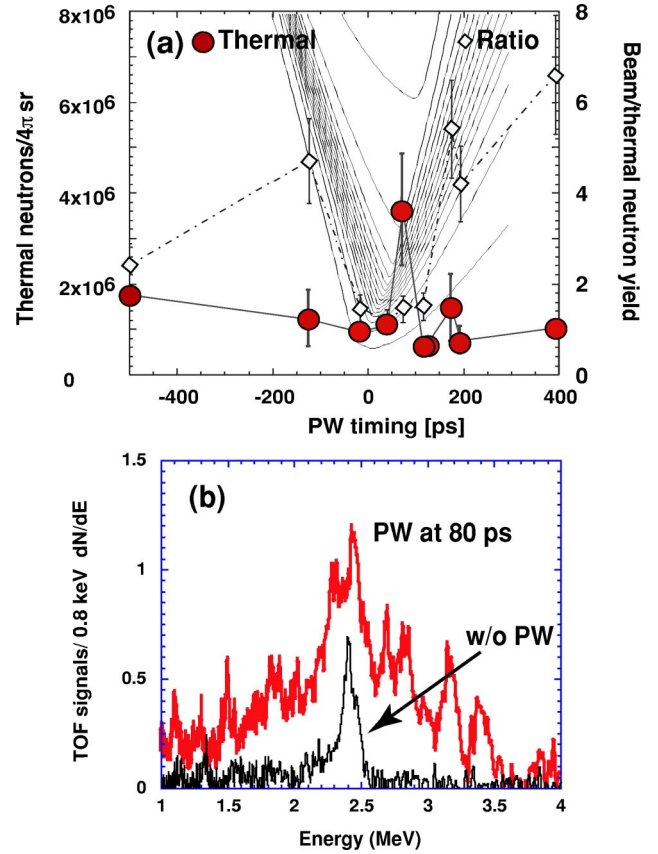 (a) Thermal Ratio
8
8x10⁶
6x10⁶
6
4x10⁶
4
2x10⁶
2
0
0
-400 -200 0 200 400
PW timing [ps]
Thermal neutrons/4π sr
Beam/thermal neutron yield
(b)
PW at 80 ps
w/o PW
1.5
1
0.5
0
1 1.5 2 2.5 3 3.5 4
Energy (MeV)
TOF signals/ 0.8 keV dN/dE